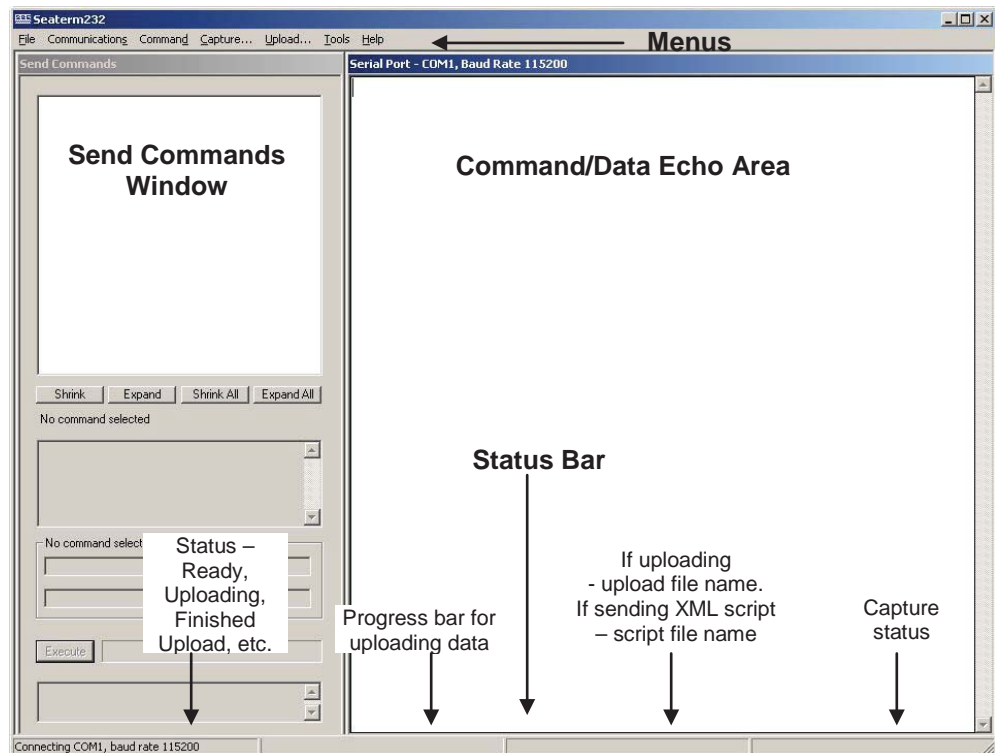 Seaterm232
File Communications Command Capture... Upload... Tools Help
Menus
Send Commands
Serial Port - COM1, Baud Rate 115200
Send Commands
Window
Command/Data Echo Area
Shrink Expand Shrink All Expand All
No command selected
Status Bar
No command selec
Status –
Ready,
Uploading,
Finished
Upload, etc.
Execute
Progress bar for
uploading data
If uploading
- upload file name.
If sending XML script
– script file name
Capture
status
Connecting COM1, baud rate 115200